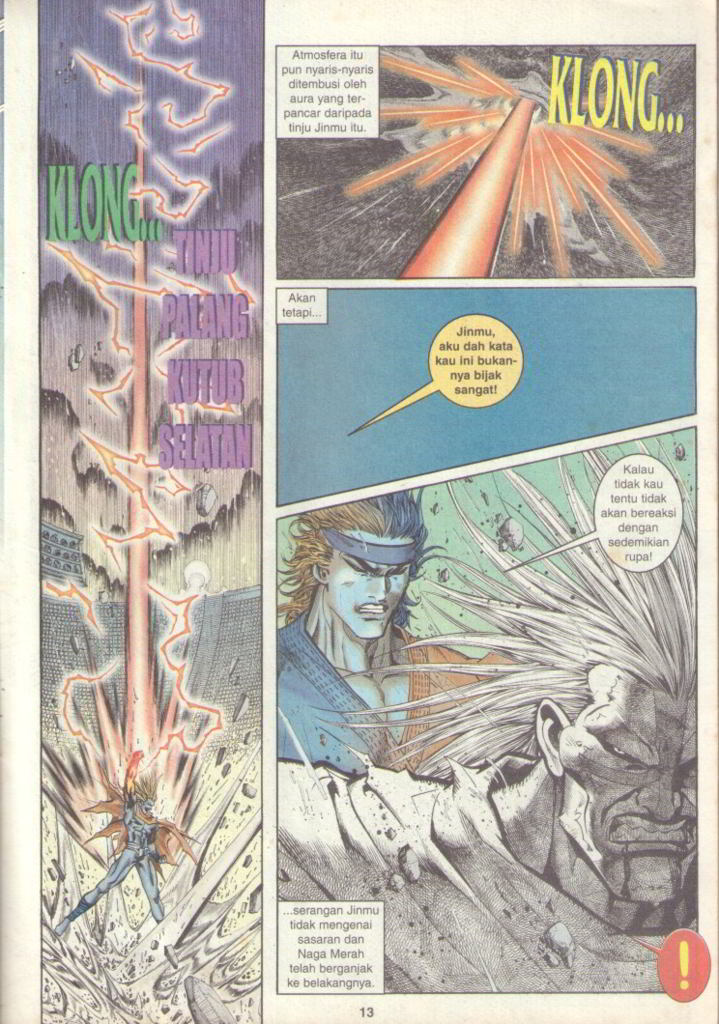 KLONG...
TINJU
PALANG
KUTUB
SELATAN
Atmosfera itu
pun nyaris-nyaris
ditembusi oleh
aura yang ter-
pancar daripada
tinju Jinmu itu.
KLONG...
Akan
tetapi...
Jinmu,
aku dah kata
kau ini bukan-
nya bijak
sangat!
Kalau
tidak kau
tentu tidak
akan bereaksi
dengan
sedemikian
rupa!
...serangan Jinmu
tidak mengenai
sasaran dan
Naga Merah
telah berganjak
ke belakangnya.
!
13